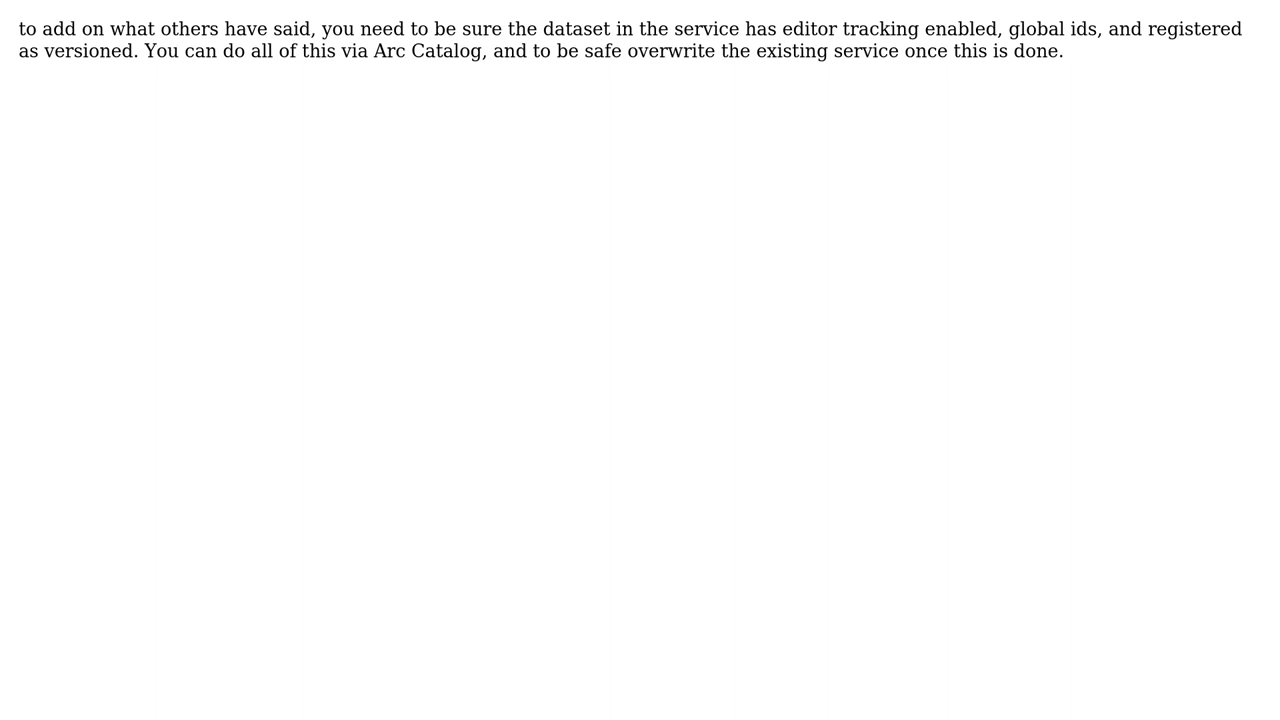 to add on what others have said, you need to be sure the dataset in the service has editor tracking enabled, global ids, and registered
as versioned. You can do all of this via Arc Catalog, and to be safe overwrite the existing service once this is done.